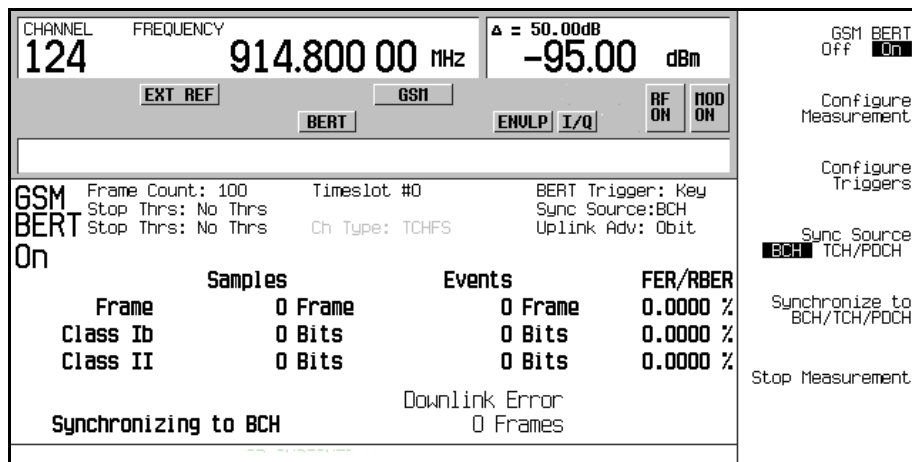 CHANNEL FREQUENCY
124 914.800 00 MHz
Δ = 50.00dB
-95.00 dBm
EXT REF GSM
BERT ENVLP I/Q
RF ON MOD ON
GSM BERT On
Frame Count: 100 Timeslot #0 BERT Trigger: Key
Stop Thrs: No Thrs Sync Source:BCH
Stop Thrs: No Thrs Ch Type: TCHFS Uplink Adv: 0bit
Samples Events FER/RBER
Frame 0 Frame 0 Frame 0.0000 %
Class Ib 0 Bits 0 Bits 0.0000 %
Class II 0 Bits 0 Bits 0.0000 %
Downlink Error
Synchronizing to BCH 0 Frames
GSM BERT
Off On
Configure
Measurement
Configure
Triggers
Sync Source
BCH TCH/PDCH
Synchronize to
BCH/TCH/PDCH
Stop Measurement